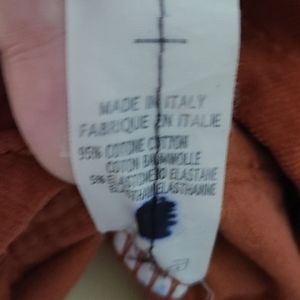 MADE IN ITALY
FABRIQUE EN ITALIE
95% COTONE COTTON
COTON BAUMWOLLE
5% ELASTOMERO ELASTANE
ELASTHANNE